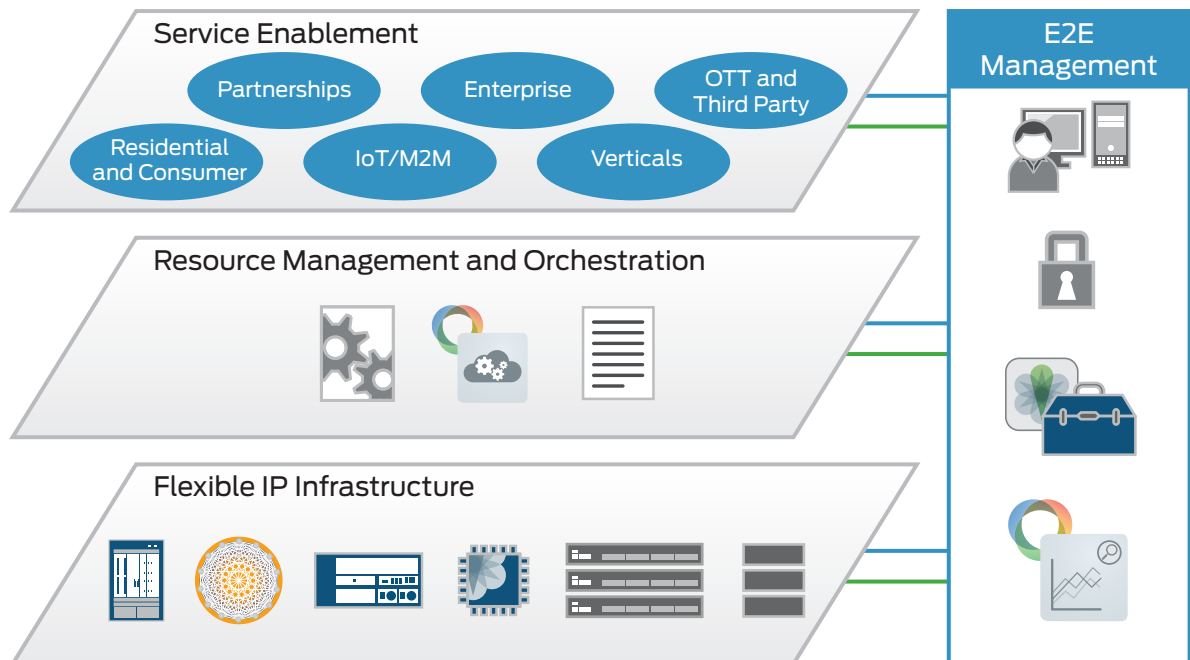 Service Enablement
Partnerships
Enterprise
OTT and
Third Party
Residential
and Consumer
IoT/M2M
Verticals
Resource Management and Orchestration
Flexible IP Infrastructure
E2E
Management